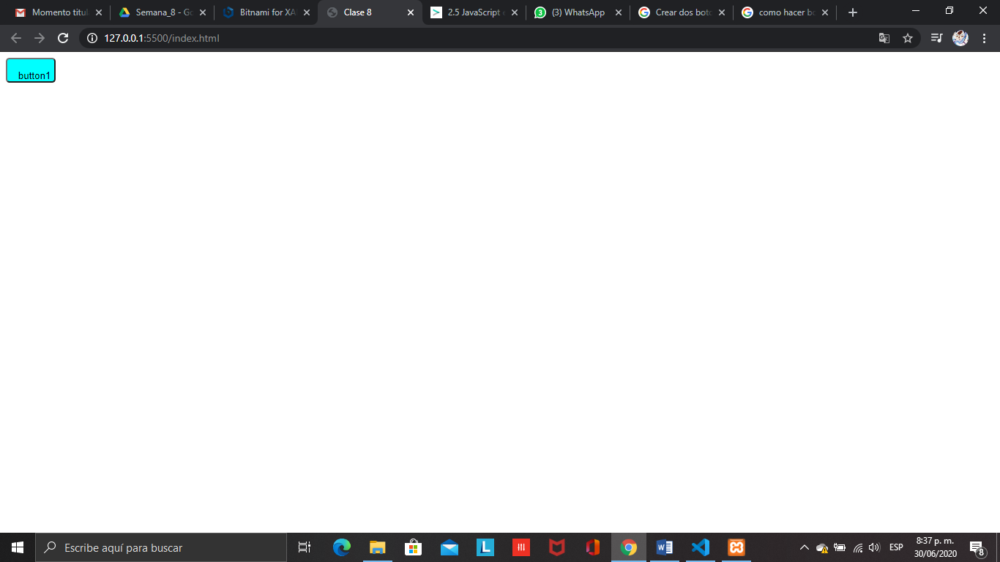 Momento titul
Semana_8 - Go
Bitnami for XA
Clase 8
2.5 JavaScript e
3
(3) WhatsApp
Crear dos boto
como hacer bo
127.0.0.1:5500/index.html
button1
Escribe aquí para buscar
L
ESP
8:37 p. m.
30/06/2020
8